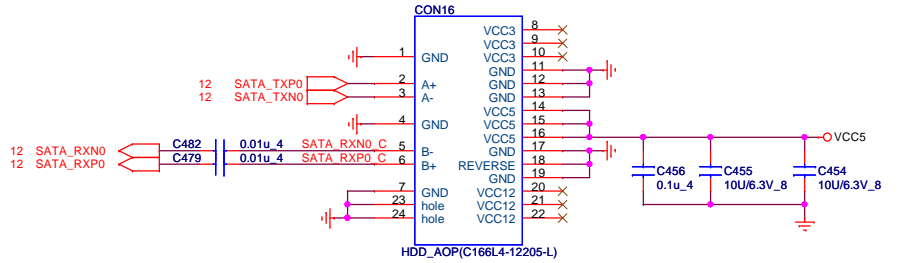 CON16
1 GND
12 SATA_TXP0 2 A+
12 SATA_TXN0 3 A-
4 GND
12 SATA_RXN0 C482 0.01u_4 SATA_RXN0_C 5 B-
12 SATA_RXP0 C479 0.01u_4 SATA_RXP0_C 6 B+
7 GND
23 hole
24 hole
VCC3 8
VCC3 9
VCC3 10
GND 11
GND 12
GND 13
VCC5 14
VCC5 15
VCC5 16
GND 17
REVERSE 18
GND 19
VCC12 20
VCC12 21
VCC12 22
VCC5
C456
0.1u_4
C455
10U/6.3V_8
C454
10U/6.3V_8
HDD_AOP(C166L4-12205-L)